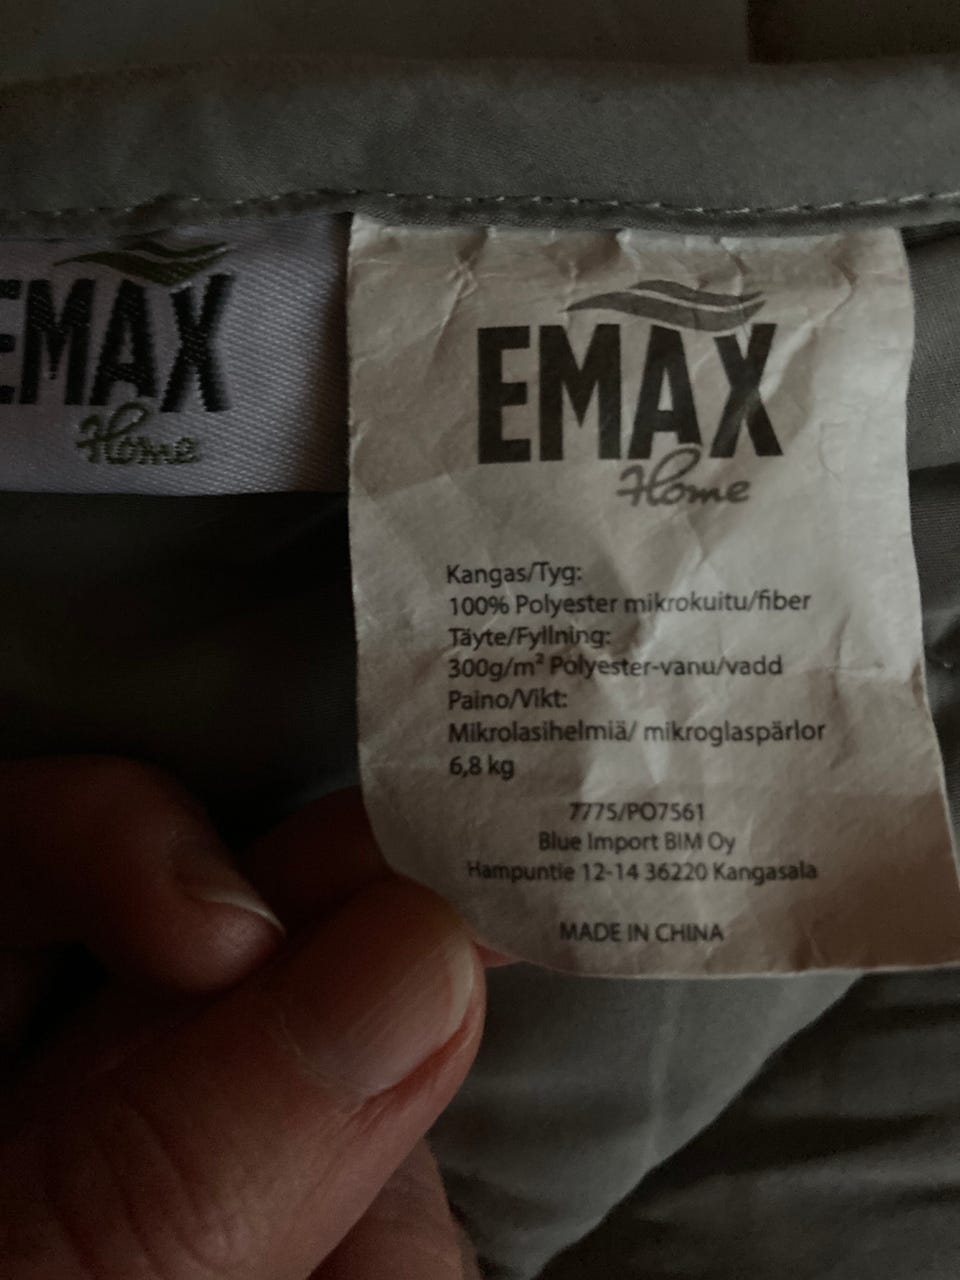 EMAX
Home
EMAX
Home
Kangas/Tyg:
100% Polyester mikrokuitu/fiber
Täyte/Fyllning:
300g/m² Polyester-vanu/vadd
Paino/Vikt:
Mikrolasihelmiä/ mikroglaspärlor
6,8 kg
7775/PO7561
Blue Import BIM Oy
Hampuntie 12-14 36220 Kangasala
MADE IN CHINA